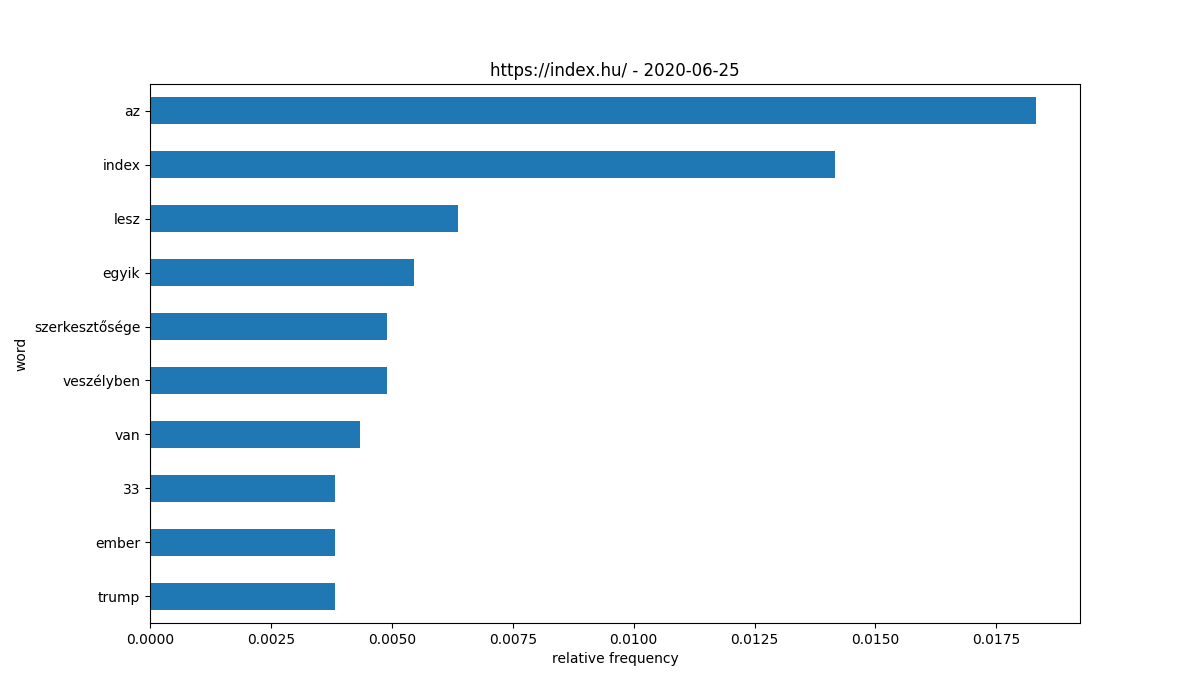 https://index.hu/ - 2020-06-25
az
index
lesz
egyik
szerkesztősége
veszélyben
van
33
ember
trump
word
0.0000 0.0025 0.0050 0.0075 0.0100 0.0125 0.0150 0.0175
relative frequency